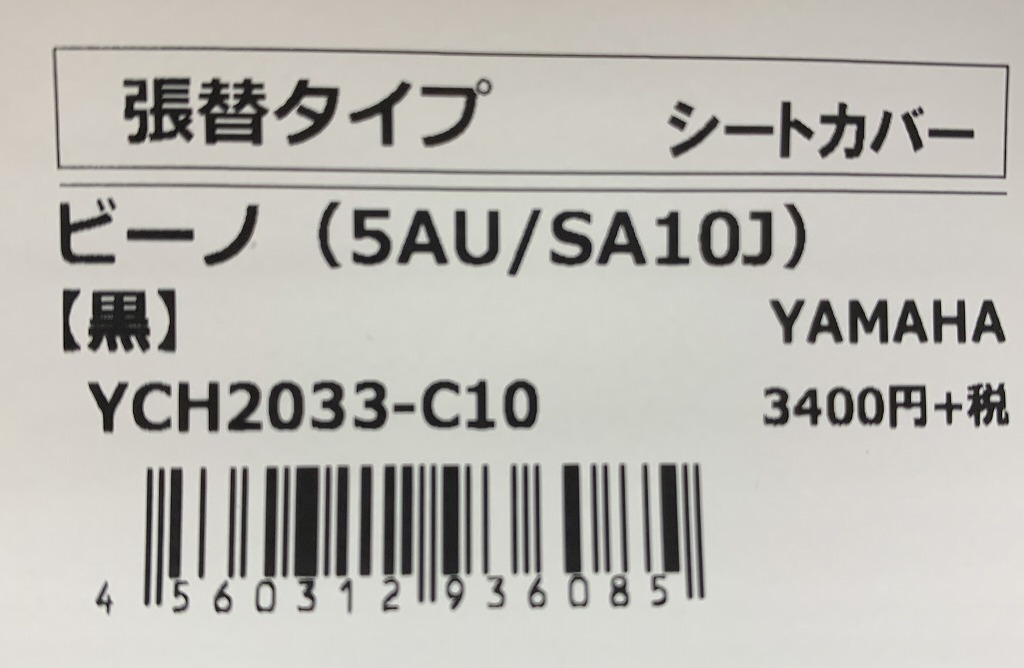 張替タイプ シートカバー
ビーノ（5AU/SA10J）
【黒】 YAMAHA
YCH2033-C10 3400円+税
4 560312 936085